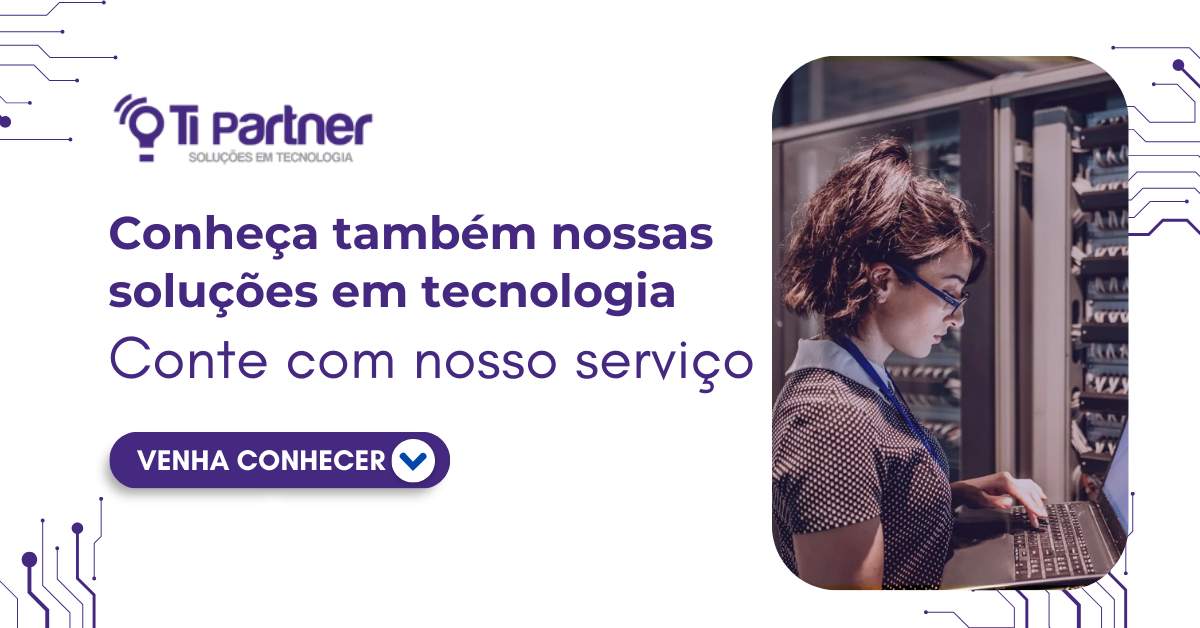 Ti Partner
SOLUÇÕES EM TECNOLOGIA
Conheça também nossas
soluções em tecnologia
Conte com nosso serviço
VENHA CONHECER